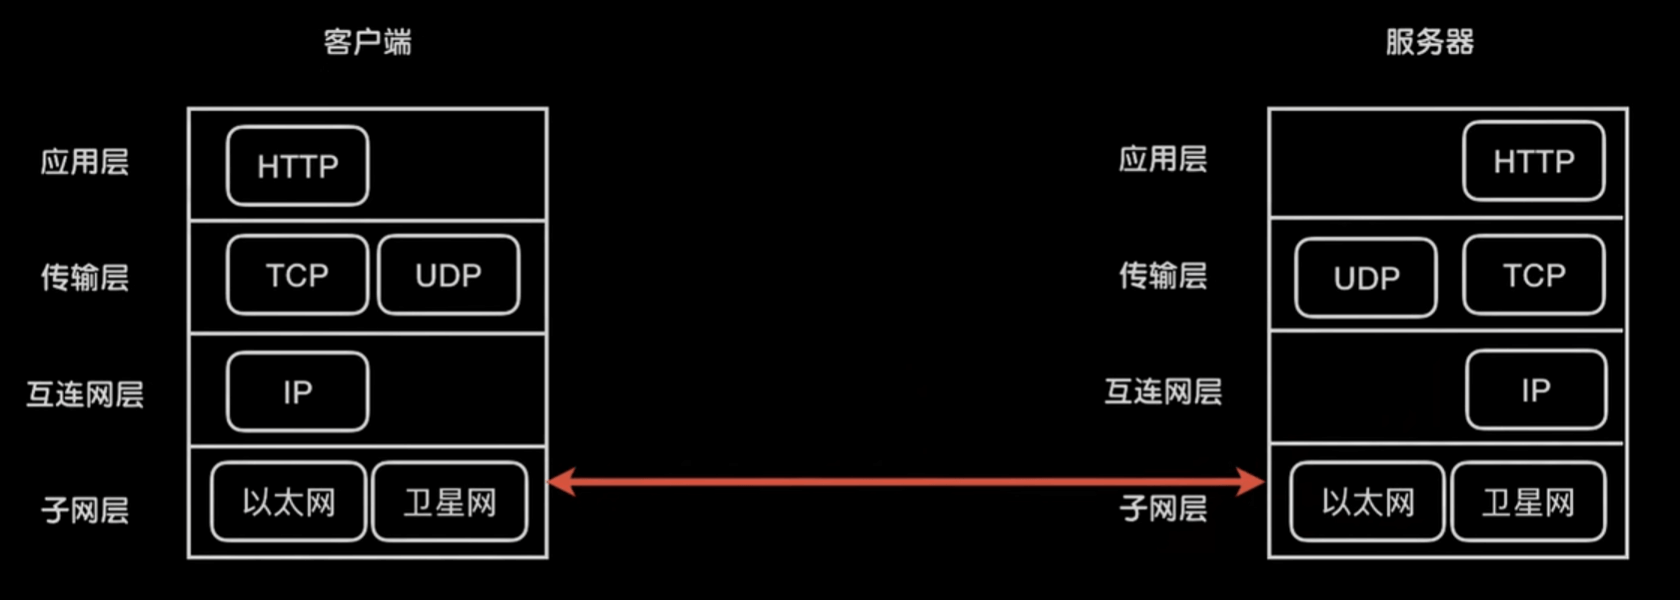 客户端
服务器
应用层
HTTP
应用层
HTTP
传输层
TCP
UDP
传输层
UDP
TCP
互连网层
IP
互连网层
IP
子网层
以太网
卫星网
子网层
以太网
卫星网